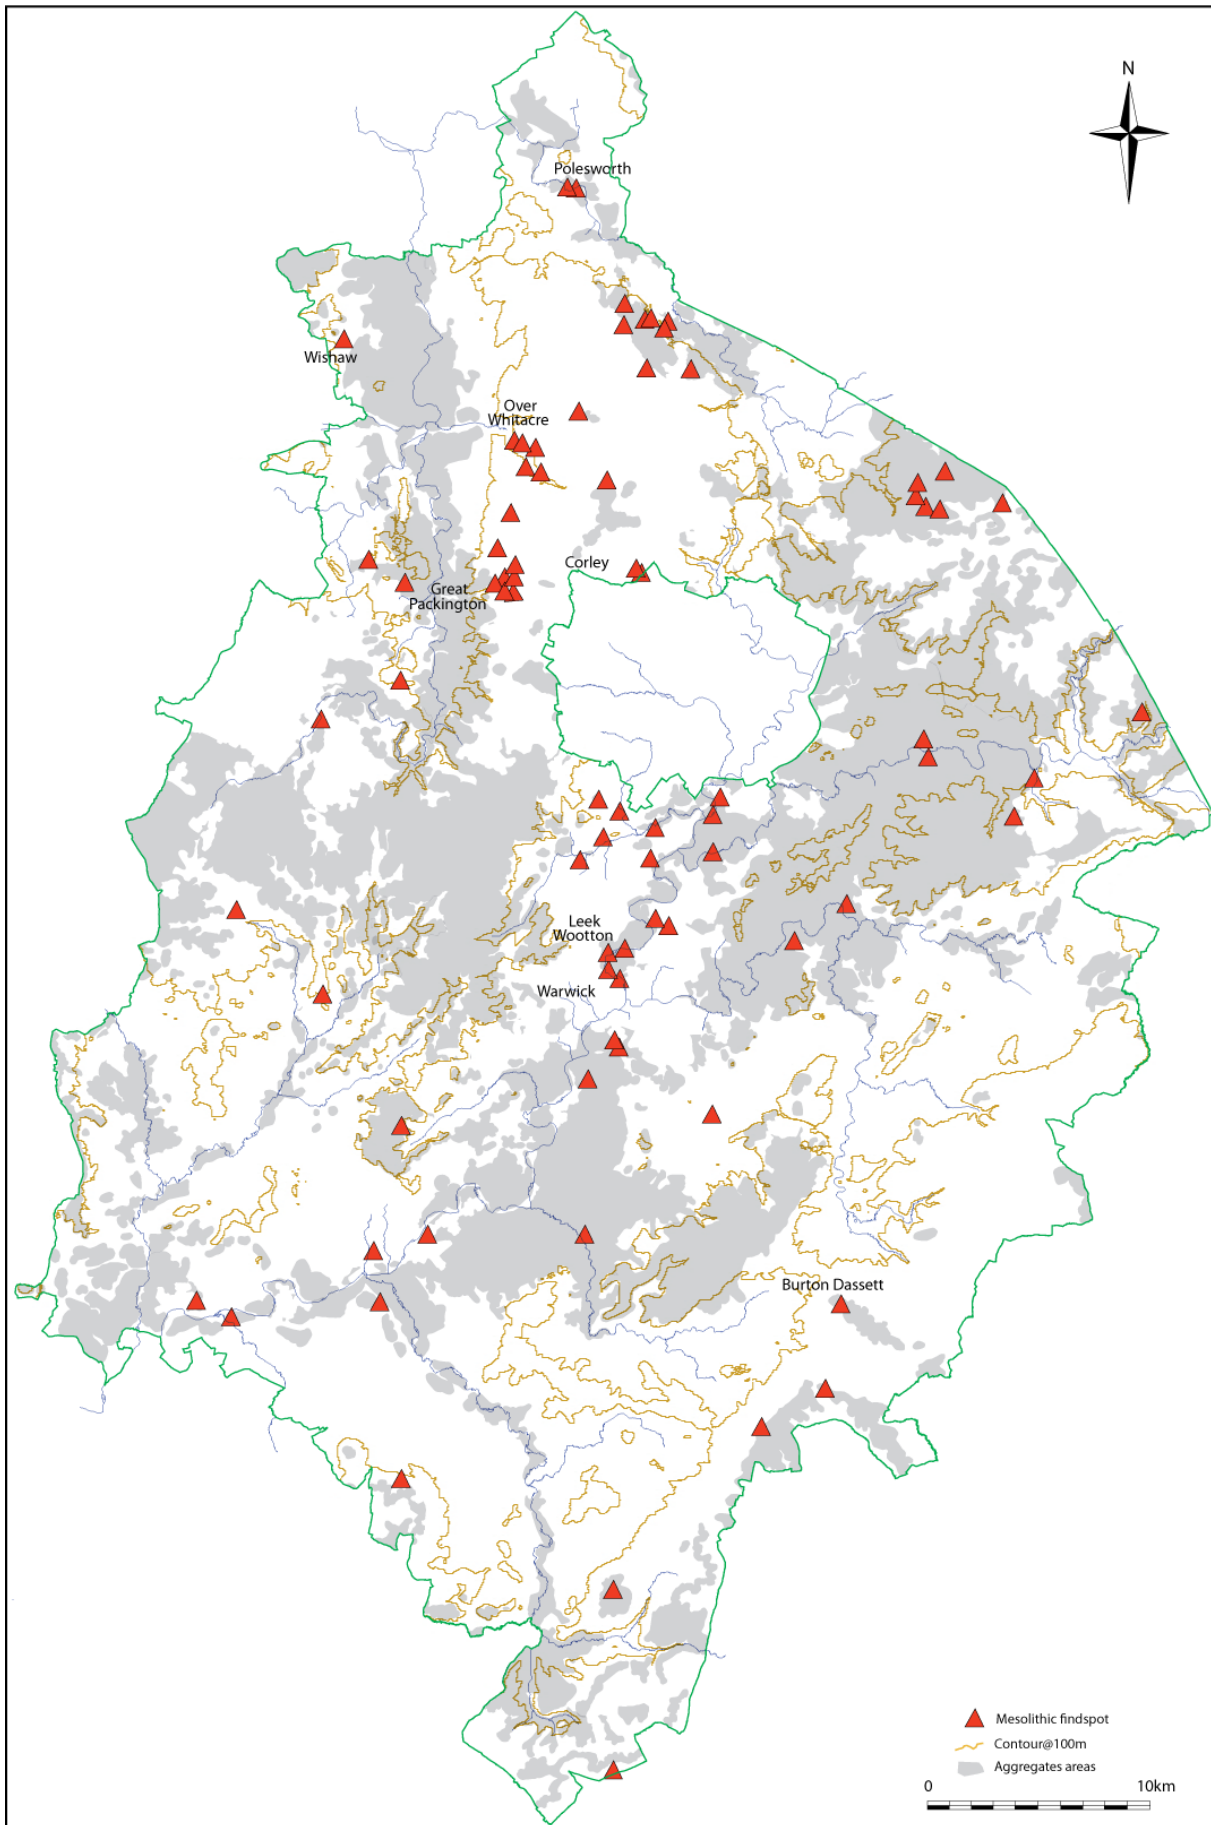 N
Polesworth
Wishaw
Over
Whitacre
Corley
Great
Packington
Leek
Wootton
Warwick
Burton Dassett
Mesolithic findspot
Contour@100m
Aggregates areas
0 10km